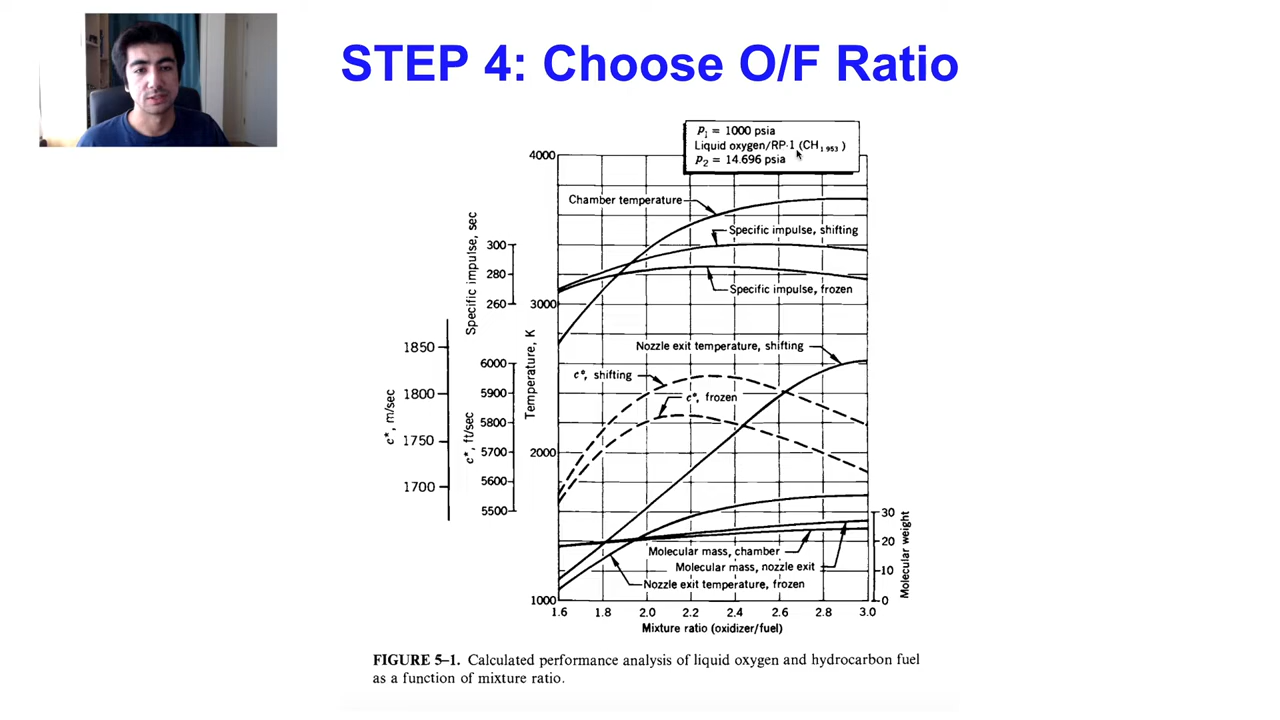 STEP 4: Choose O/F Ratio
p₁ = 1000 psia
Liquid oxygen/RP-1 (CH₁.₉₅₃)
p₂ = 14.696 psia
4000
Chamber temperature
Specific impulse, shifting
Specific impulse, sec
300
280
260
Specific impulse, frozen
3000
Nozzle exit temperature, shifting
1850
1800
1750
1700
c*, m/sec
6000
5900
5800
5700
5600
5500
c*, ft/sec
Temperature, K
c*, shifting
c*, frozen
2000
30
20
10
0
Molecular weight
Molecular mass, chamber
Molecular mass, nozzle exit
Nozzle exit temperature, frozen
1000
1.6 1.8 2.0 2.2 2.4 2.6 2.8 3.0
Mixture ratio (oxidizer/fuel)
FIGURE 5–1. Calculated performance analysis of liquid oxygen and hydrocarbon fuel
as a function of mixture ratio.